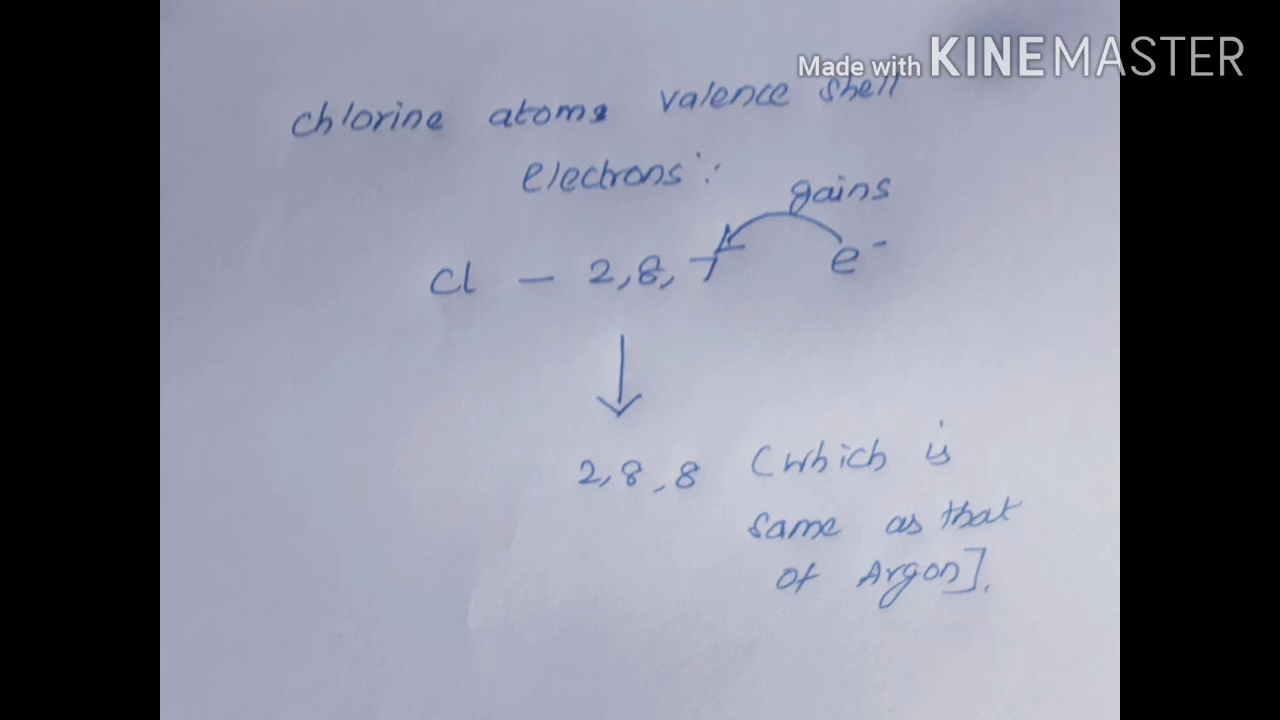 Made with KINEMASTER
chlorine atoms valence shell
electrons :
gains
Cl – 2,8,7 e⁻
2,8,8 (which is
same as that
of Argon].